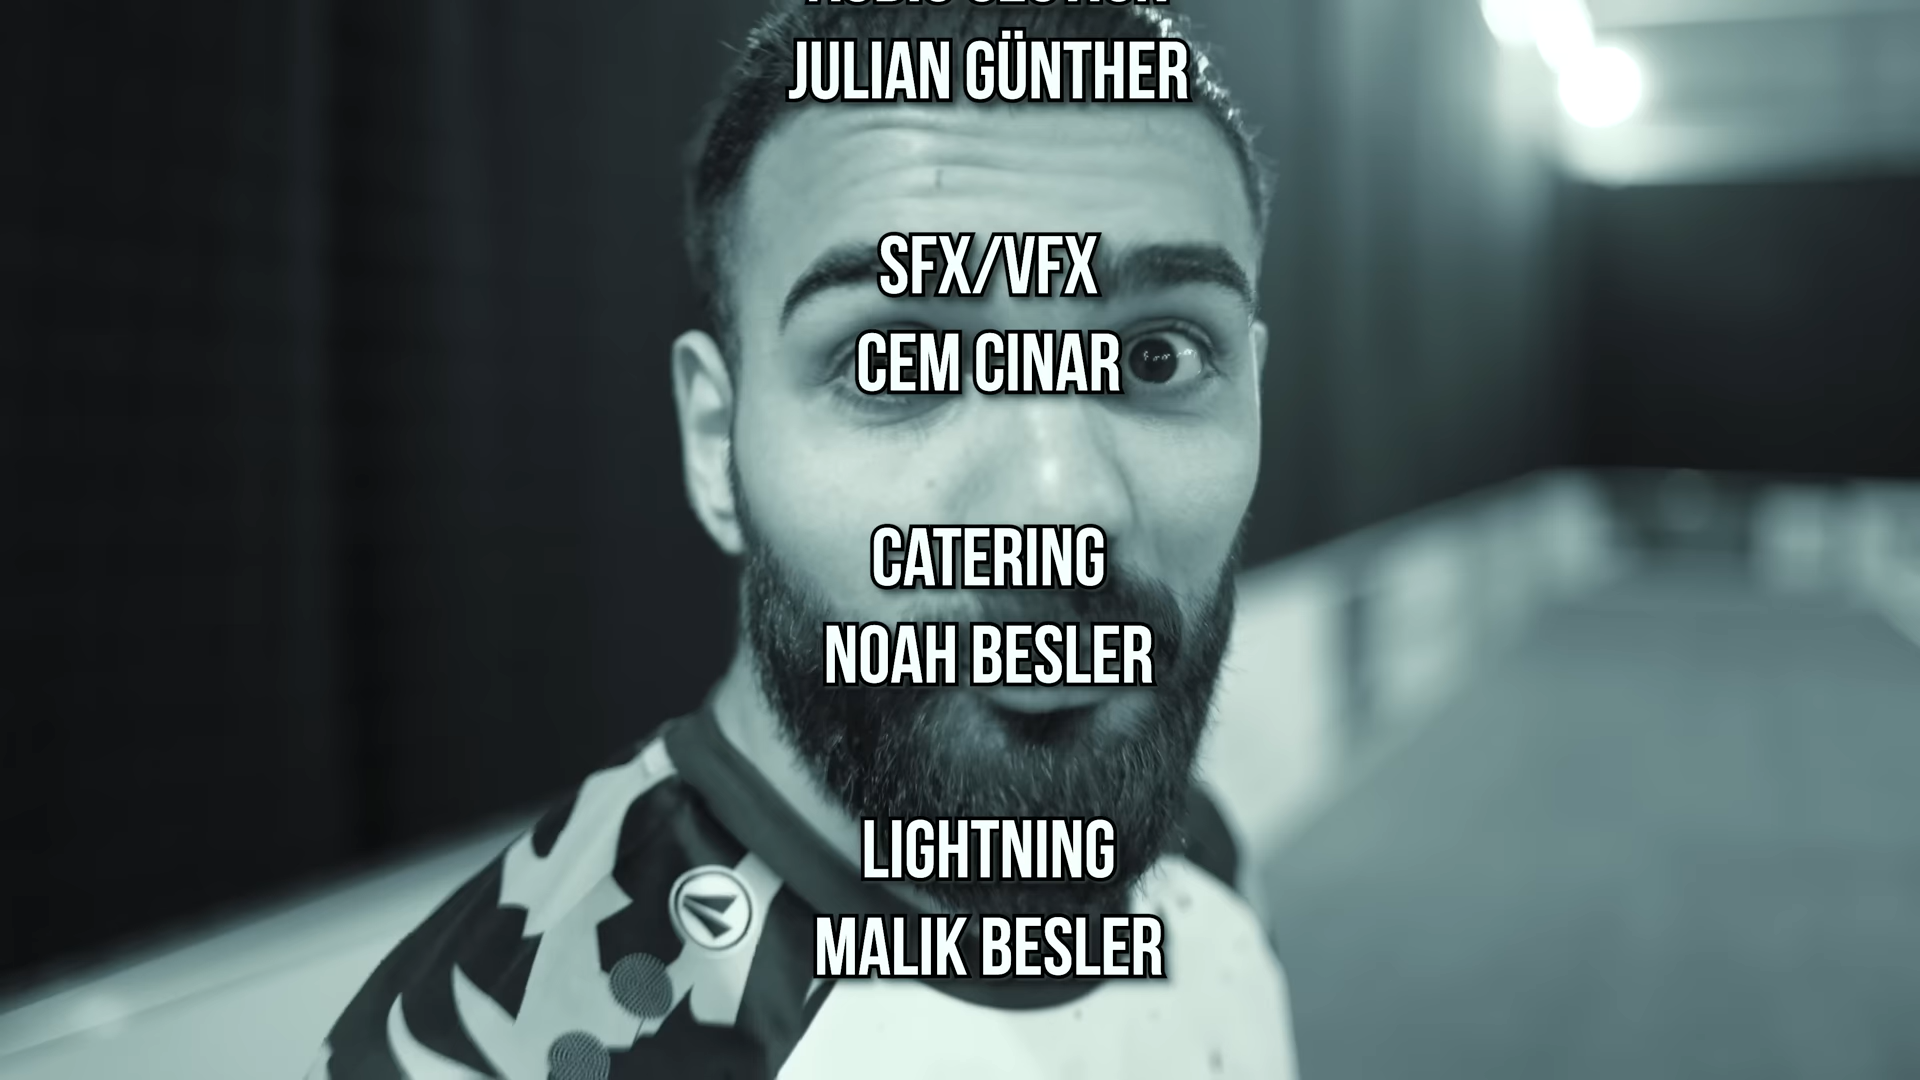 JULIAN GÜNTHER
SFX/VFX
CEM CINAR
CATERING
NOAH BESLER
LIGHTNING
MALIK BESLER